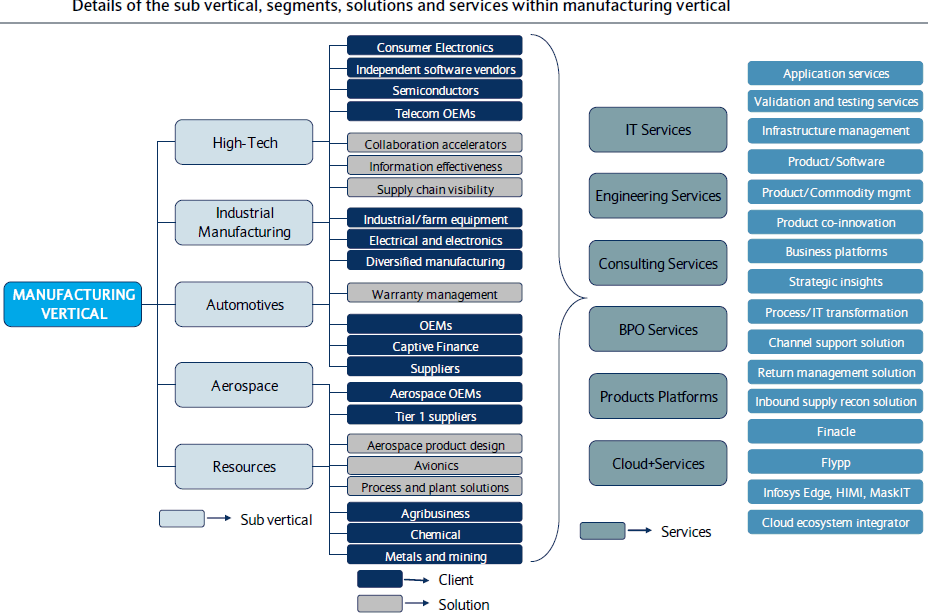 Details of the sub vertical, segments, solutions and services within manufacturing vertical
MANUFACTURING
VERTICAL
High-Tech
Industrial
Manufacturing
Automotives
Aerospace
Resources
Sub vertical
Consumer Electronics
Independent software vendors
Semiconductors
Telecom OEMs
Collaboration accelerators
Information effectiveness
Supply chain visibility
Industrial/farm equipment
Electrical and electronics
Diversified manufacturing
Warranty management
OEMs
Captive Finance
Suppliers
Aerospace OEMs
Tier 1 suppliers
Aerospace product design
Avionics
Process and plant solutions
Agribusiness
Chemical
Metals and mining
Client
Solution
IT Services
Engineering Services
Consulting Services
BPO Services
Products Platforms
Cloud+Services
Services
Application services
Validation and testing services
Infrastructure management
Product/Software
Product/Commodity mgmt
Product co-innovation
Business platforms
Strategic insights
Process/IT transformation
Channel support solution
Return management solution
Inbound supply recon solution
Finacle
Flypp
Infosys Edge, HIMI, MaskIT
Cloud ecosystem integrator